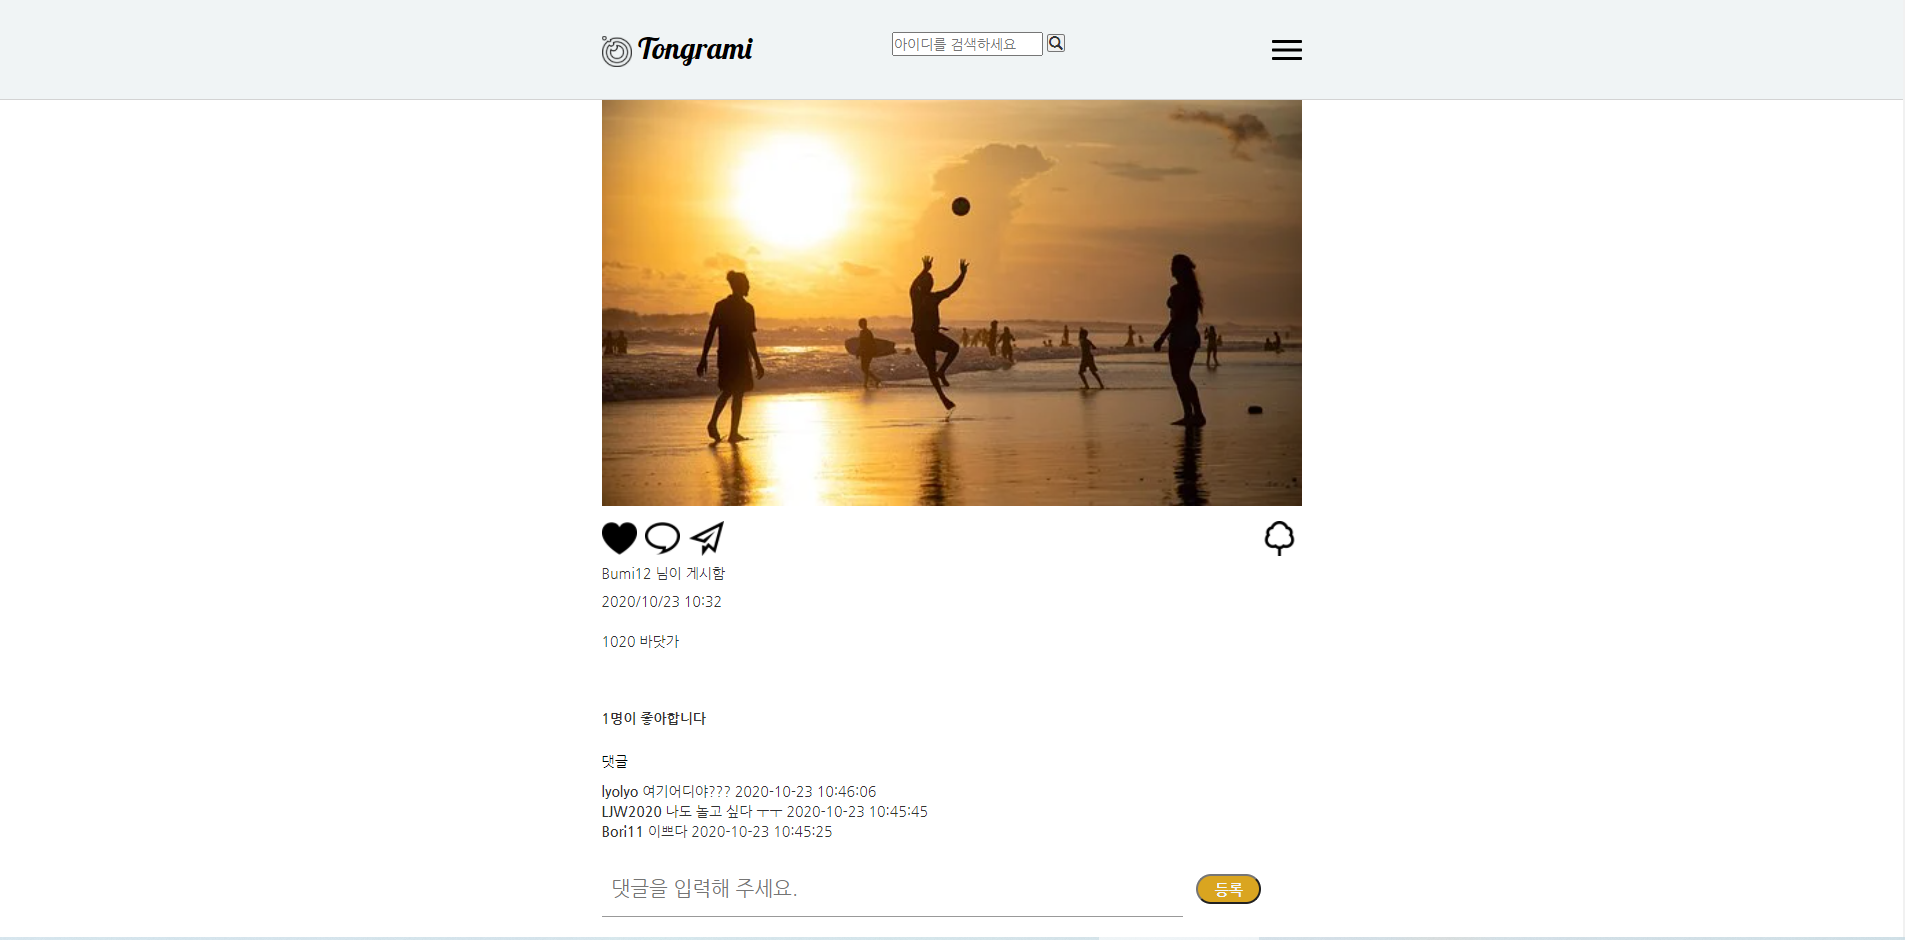 Tongrami
아이디를 검색하세요
Bumi12 님이 게시함
2020/10/23 10:32
1020 바닷가
1명이 좋아합니다
댓글
lyolyo 여기어디야??? 2020-10-23 10:46:06
LJW2020 나도 놀고 싶다 ㅜㅜ 2020-10-23 10:45:45
Bori11 이쁘다 2020-10-23 10:45:25
댓글을 입력해 주세요.
등록